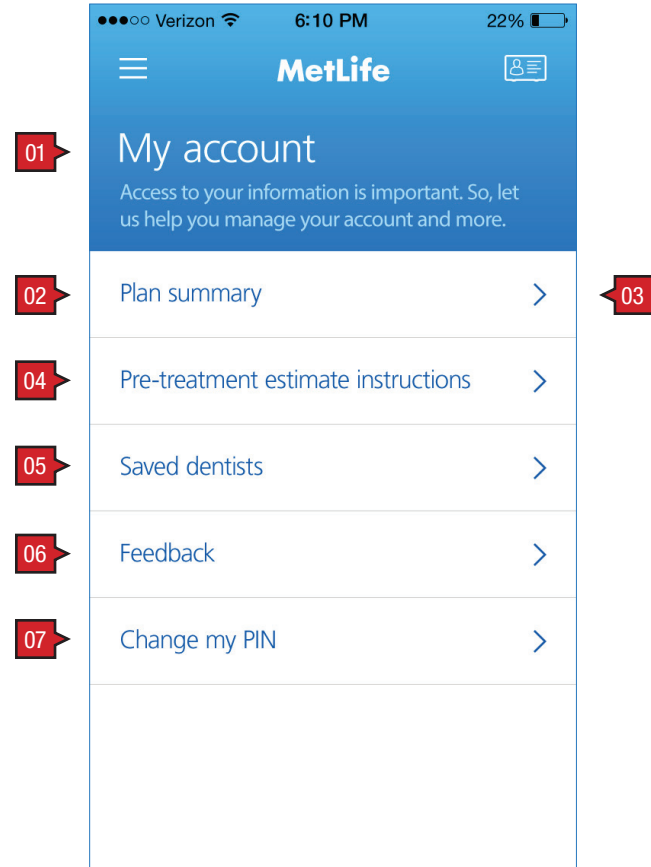 Verizon 6:10 PM 22%
MetLife
01
My account
Access to your information is important. So, let
us help you manage your account and more.
02 Plan summary 03
04 Pre-treatment estimate instructions
05 Saved dentists
06 Feedback
07 Change my PIN